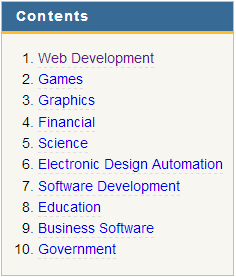 Contents
1. Web Development
2. Games
3. Graphics
4. Financial
5. Science
6. Electronic Design Automation
7. Software Development
8. Education
9. Business Software
10. Government